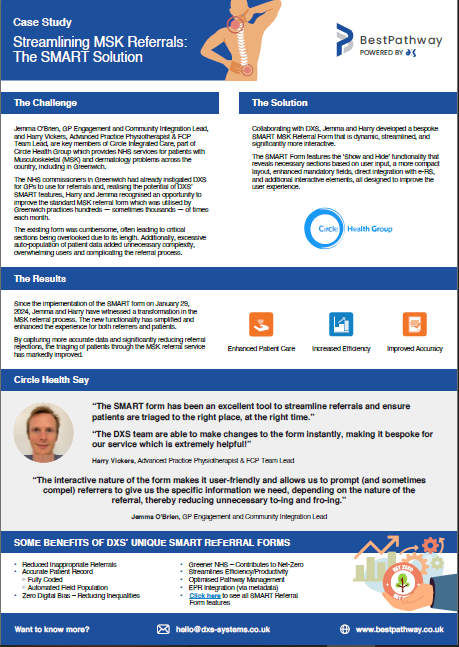 Case Study
Streamlining MSK Referrals:
The SMART Solution
BestPathway
POWERED BY
The Challenge
Jemma O'Brien, GP Engagement and Community Integration Lead,
and Harry Vickers, Advanced Practice Physiotherapist & FCP
Team Lead, are key members of Circle Integrated Care, part of
Circle Health Group which provides NHS services for patients with
Musculoskeletal (MSK) and dermatology problems across the
country, including in Greenwich.
The NHS commissioners in Greenwich had already instigated DXS
for GPs to use for referrals and, realising the potential of DXS'
SMART features, Harry and Jemma recognised an opportunity to
improve the standard MSK referral form which was utilised by
Greenwich practices hundreds — sometimes thousands — of times
each month.
The existing form was cumbersome, often leading to critical
sections being overlooked due to its length. Additionally, excessive
auto-population of patient data added unnecessary complexity,
overwhelming users and complicating the referral process.
The Solution
Collaborating with DXS, Jemma and Harry developed a bespoke
SMART MSK Referral Form that is dynamic, streamlined, and
significantly more interactive.
The SMART Form features the 'Show and Hide' functionality that
reveals necessary sections based on user input, a more compact
layout, enhanced mandatory fields, direct integration with e-RS,
and additional interactive elements, all designed to improve the
user experience.
Circle Health Group
The Results
Since the implementation of the SMART form on January 29,
2024, Jemma and Harry have witnessed a transformation in the
MSK referral process. The new functionality has simplified and
enhanced the experience for both referrers and patients.
By capturing more accurate data and significantly reducing referral
rejections, the triaging of patients through the MSK referral service
has markedly improved.
Enhanced Patient Care
Increased Efficiency
Improved Accuracy
Circle Health Say
"The SMART form has been an excellent tool to streamline referrals and ensure
patients are triaged to the right place, at the right time."
"The DXS team are able to make changes to the form instantly, making it bespoke for
our service which is extremely helpful!"
Harry Vickers, Advanced Practice Physiotherapist & FCP Team Lead
"The interactive nature of the form makes it user-friendly and allows us to prompt (and sometimes
compel) referrers to give us the specific information we need, depending on the nature of the
referral, thereby reducing unnecessary to-ing and fro-ing."
Jemma O'Brien, GP Engagement and Community Integration Lead
SOME BENEFITS OF DXS' UNIQUE SMART REFERRAL FORMS
• Reduced Inappropriate Referrals
• Accurate Patient Record
◦ Fully Coded
◦ Automated Field Population
• Zero Digital Bias – Reducing Inequalities
• Greener NHS – Contributes to Net-Zero
• Streamlines Efficiency/Productivity
• Optimised Pathway Management
• EPR Integration (via metadata)
• Click here to see all SMART Referral
Form features
NET ZERO
Want to know more?
hello@dxs-systems.co.uk
www.bestpathway.co.uk